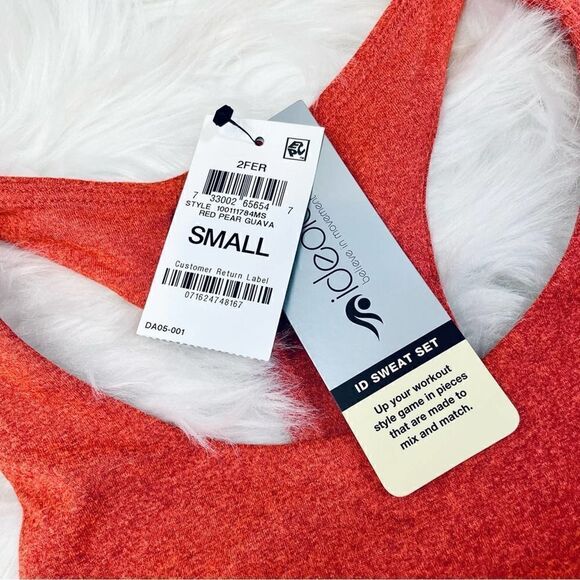 2FER
7 33002 65654 7
STYLE 100111784MS
RED PEAR GUAVA
SMALL
Customer Return Label
071624748167
DA05-001
ideology
believe in movement
ID SWEAT SET
Up your workout
style game in pieces
that are made to
mix and match.